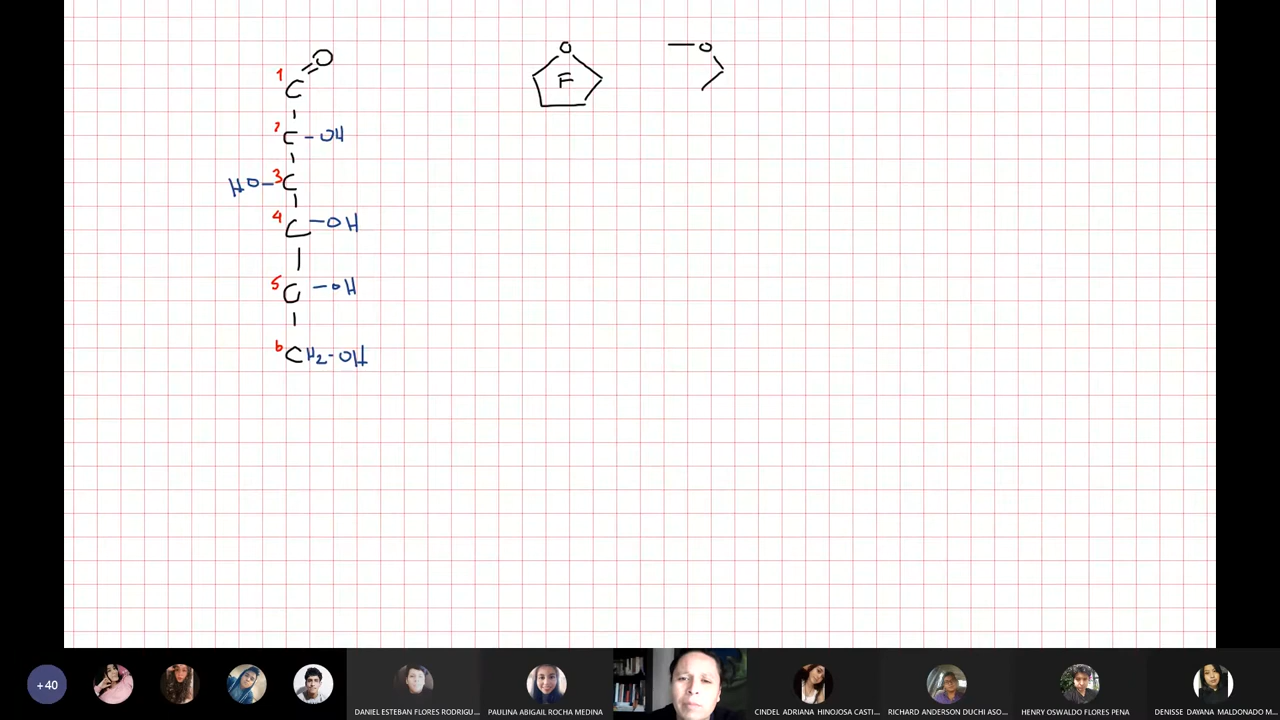 O
1
C
2
C - OH
HO - 3 C
4
C - OH
5
C - OH
6
CH2 - OH
O
F
O
+40
DANIEL ESTEBAN FLORES RODRIGU...
PAULINA ABIGAIL ROCHA MEDINA
CINDEL ADRIANA HINOJOSA CASTI...
RICHARD ANDERSON DUCHI ASO...
HENRY OSWALDO FLORES PENA
DENISSE DAYANA MALDONADO M...